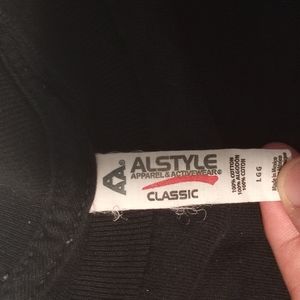 AA®
ALSTYLE
APPAREL & ACTIVEWEAR®
CLASSIC
100% COTTON
100% ALGODON
100% COTON
L G G
Made in Mexico